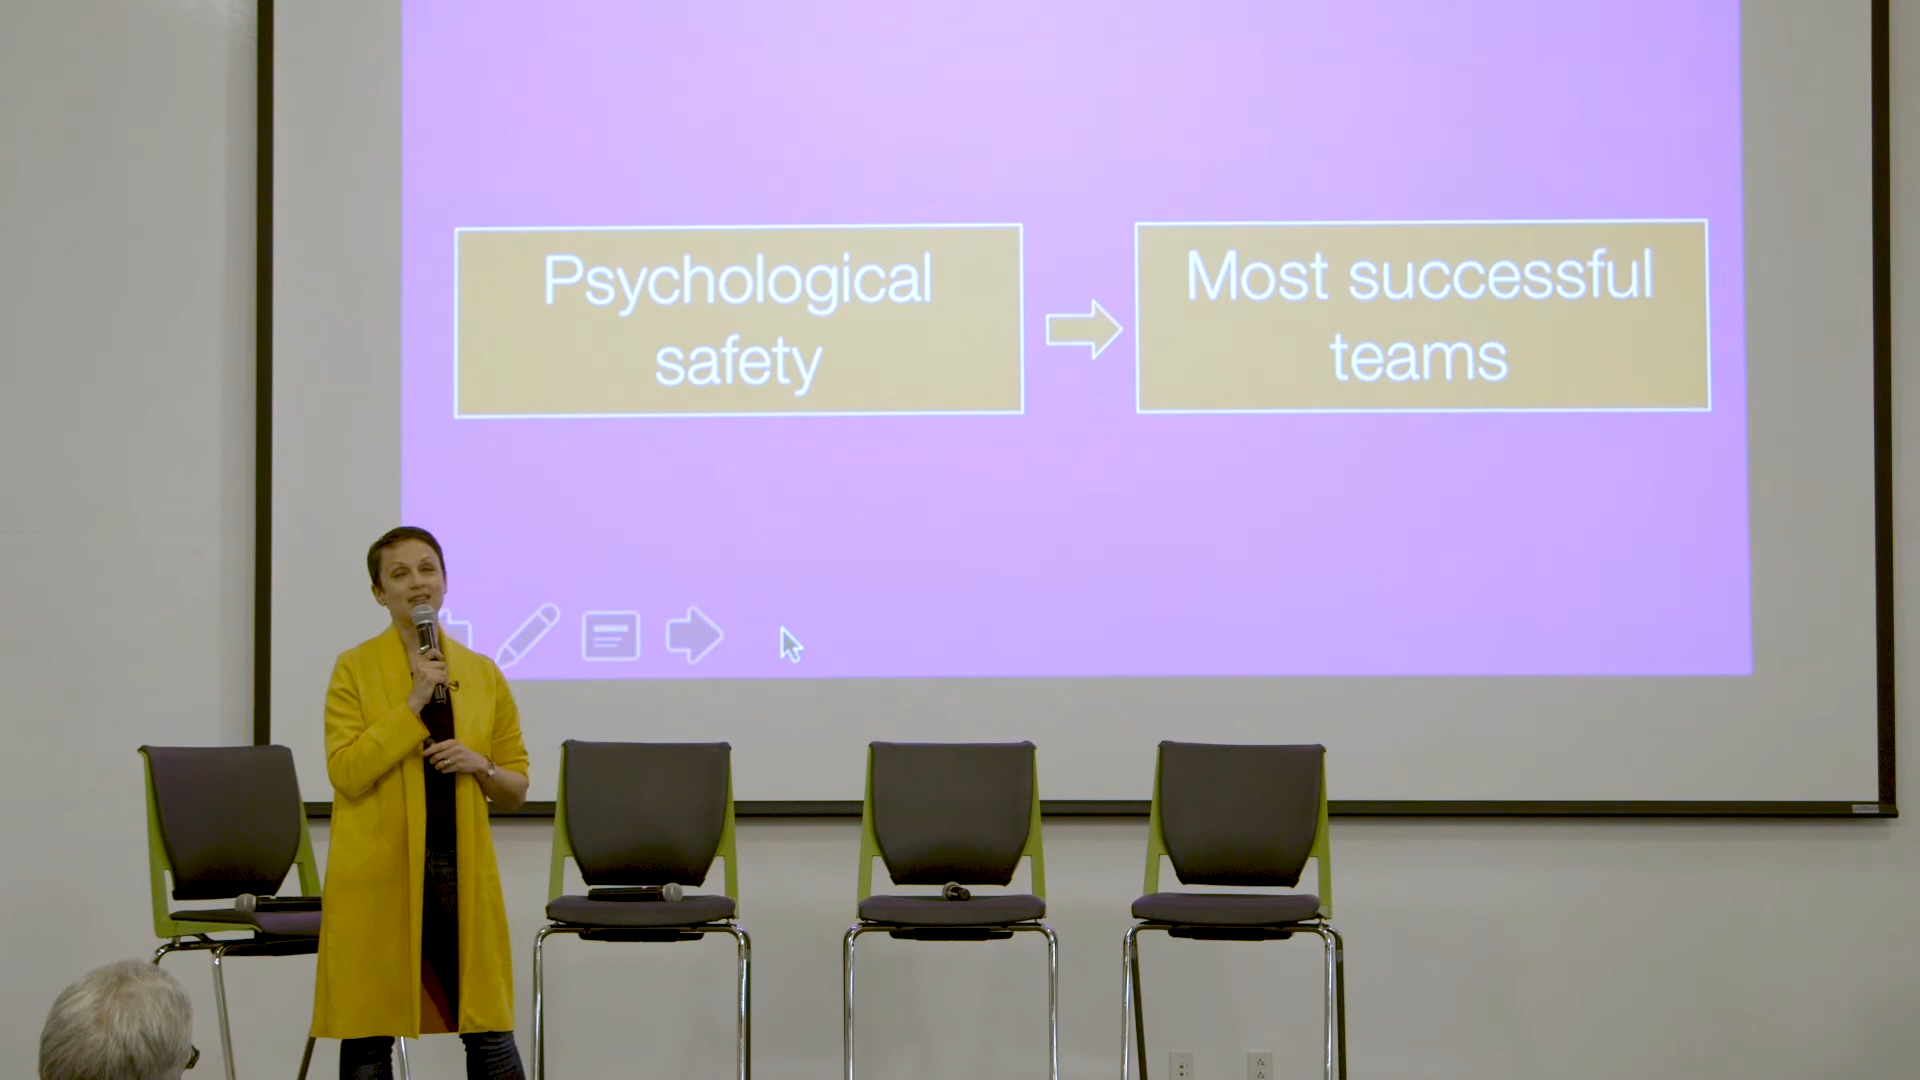 Psychological
safety
Most successful
teams